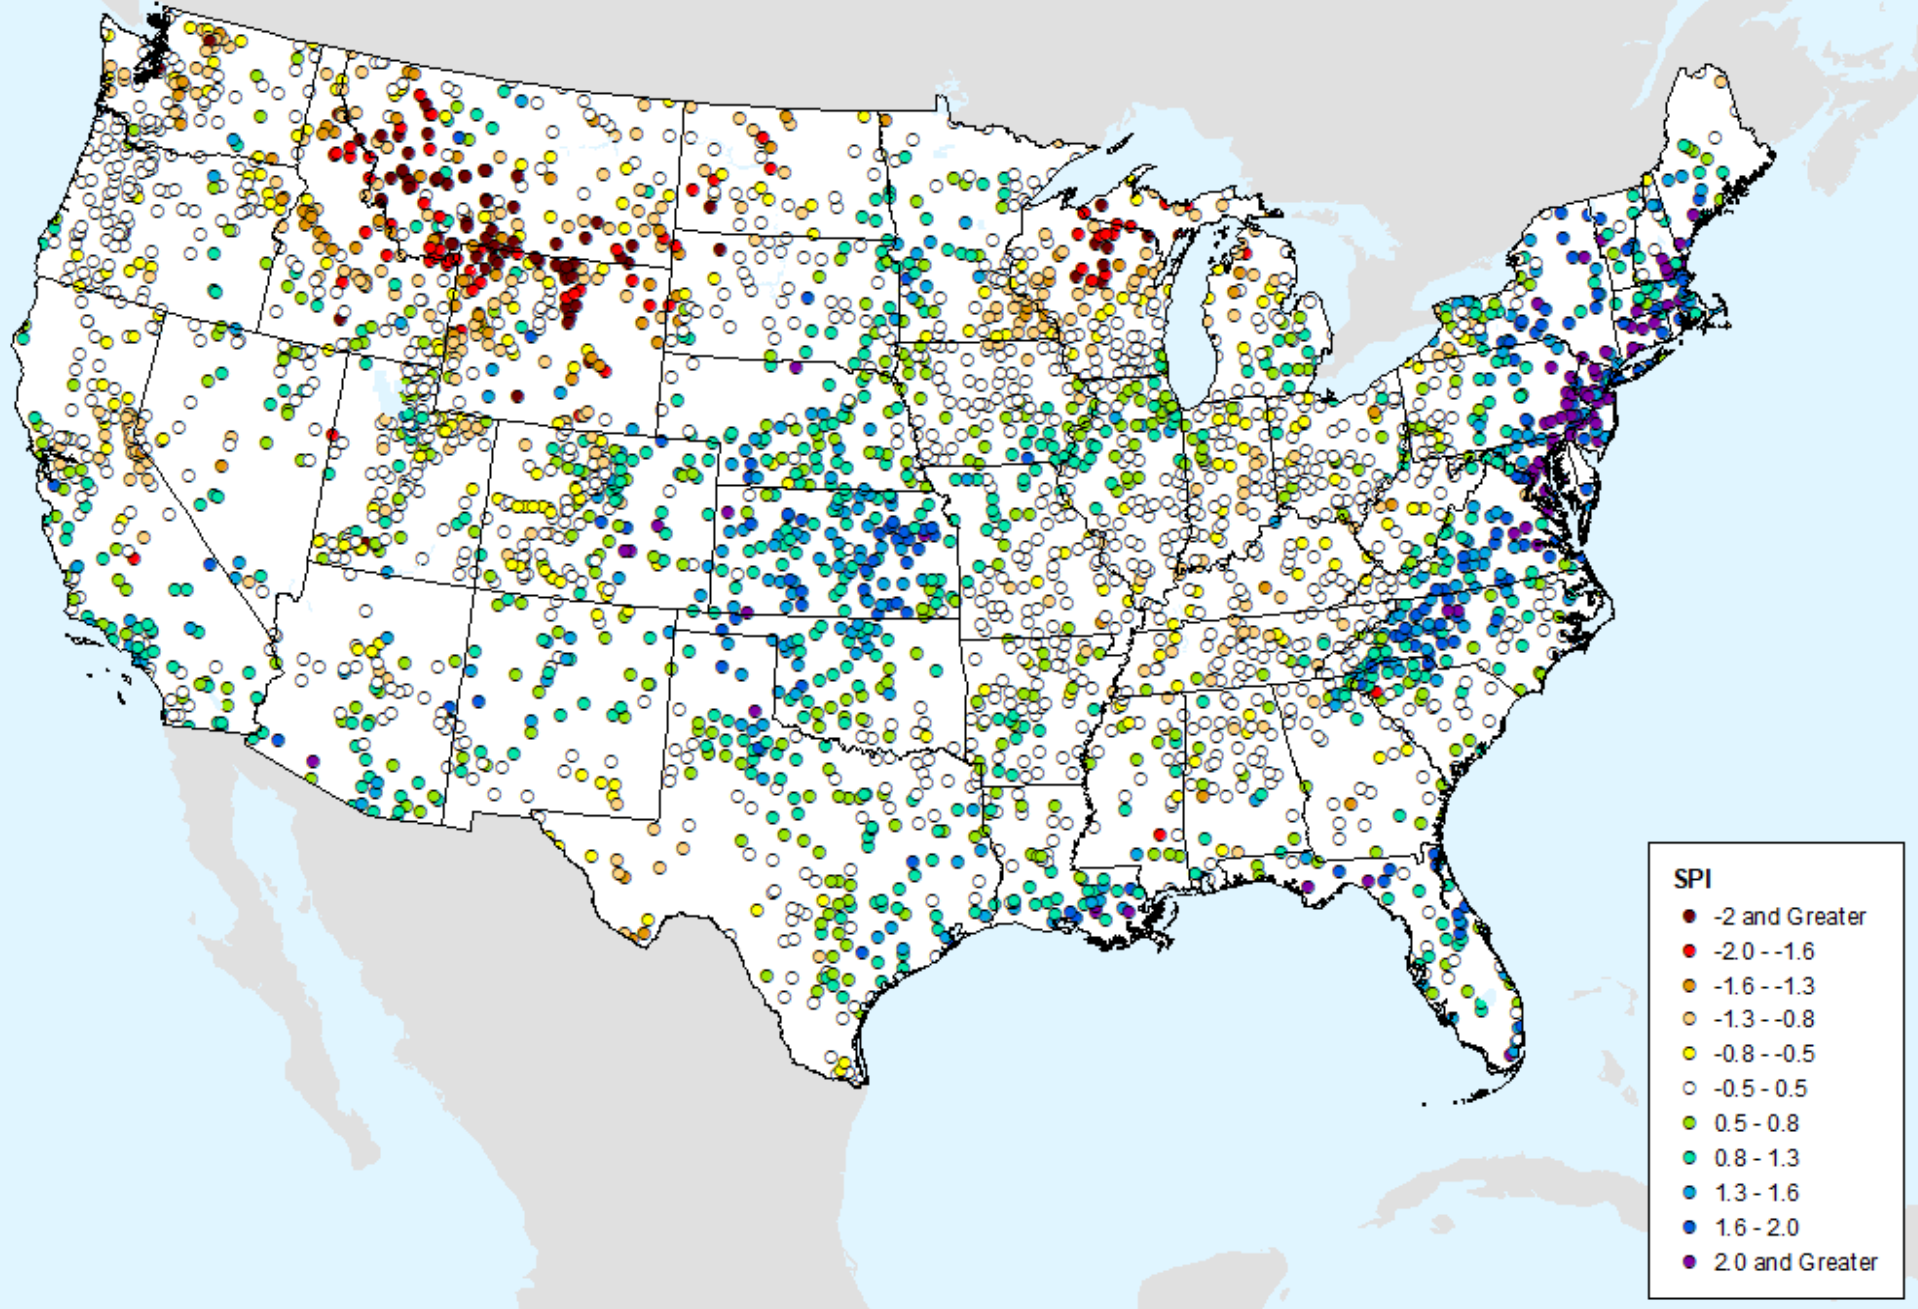 SPI
-2 and Greater
-2.0 - -1.6
-1.6 - -1.3
-1.3 - -0.8
-0.8 - -0.5
-0.5 - 0.5
0.5 - 0.8
0.8 - 1.3
1.3 - 1.6
1.6 - 2.0
2.0 and Greater